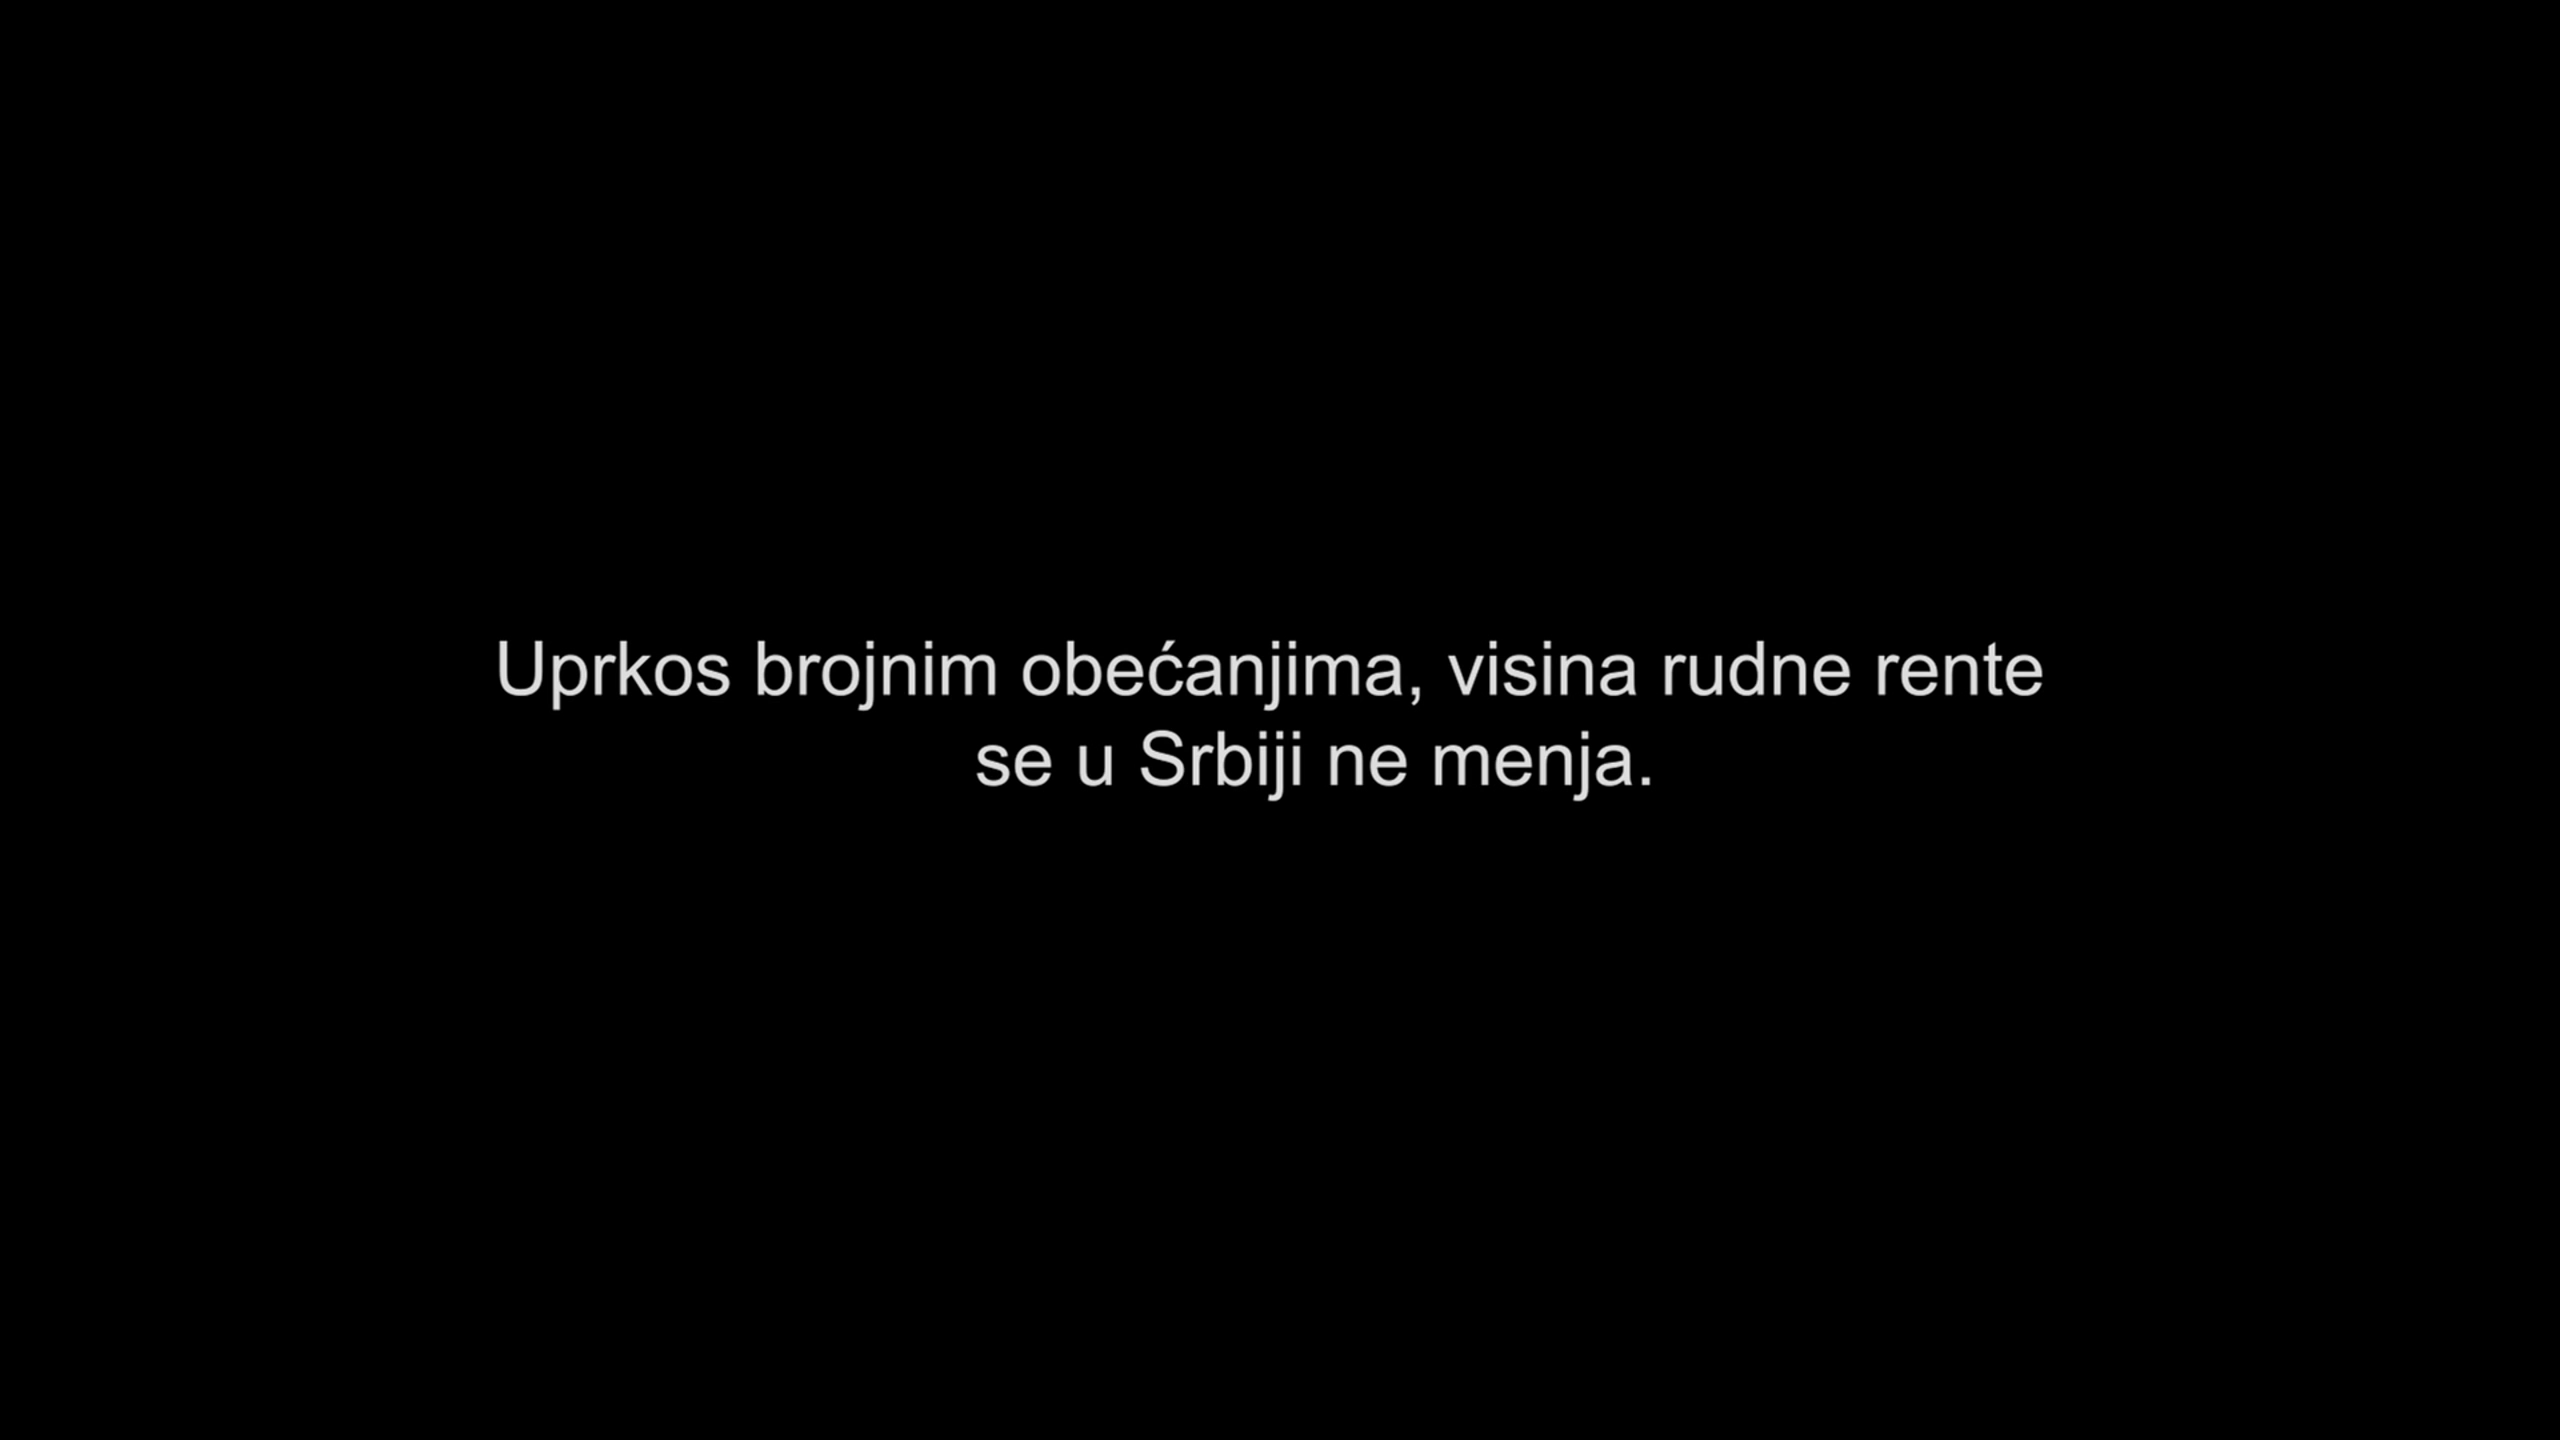 Uprkos brojnim obećanjima, visina rudne rente
se u Srbiji ne menja.